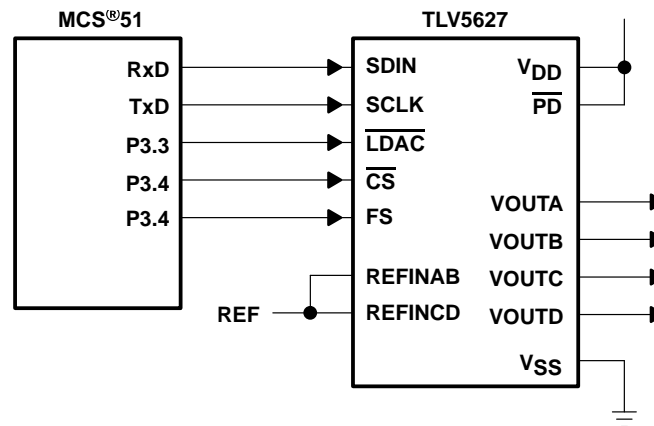 MCS®51
TLV5627
RxD
TxD
P3.3
P3.4
P3.4
SDIN
SCLK
LDAC
CS
FS
REFINAB
REFINCD
REF
VDD
PD
VOUTA
VOUTB
VOUTC
VOUTD
VSS